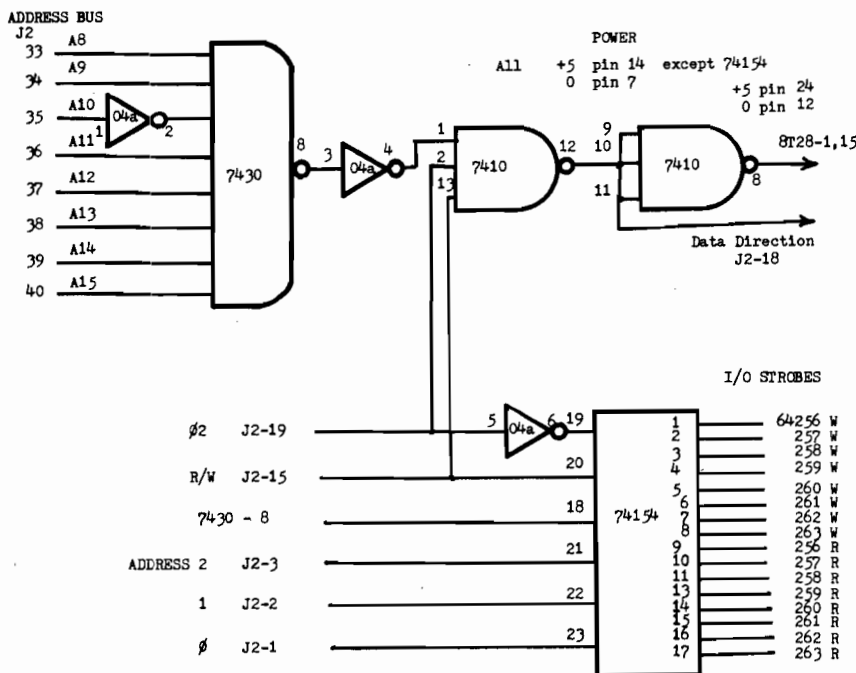 ADDRESS BUS
J2
33 A8
34 A9
35 A10
36 A11
37 A12
38 A13
39 A14
40 A15
1 04a 2
7430
8
3 04a 4
1
2
13
7410
12
9
10
11
7410
8
8T28-1,15
Data Direction
J2-18
POWER
All +5 pin 14 except 74154
0 pin 7
+5 pin 24
0 pin 12
I/O STROBES
ø2 J2-19
R/W J2-15
7430 - 8
ADDRESS 2 J2-3
1 J2-2
ø J2-1
5 04a 6 19
20
18
21
22
23
74154
1 64256 W
2 257 W
3 258 W
4 259 W
5 260 W
6 261 W
7 262 W
8 263 W
9 256 R
10 257 R
11 258 R
13 259 R
14 260 R
15 261 R
16 262 R
17 263 R